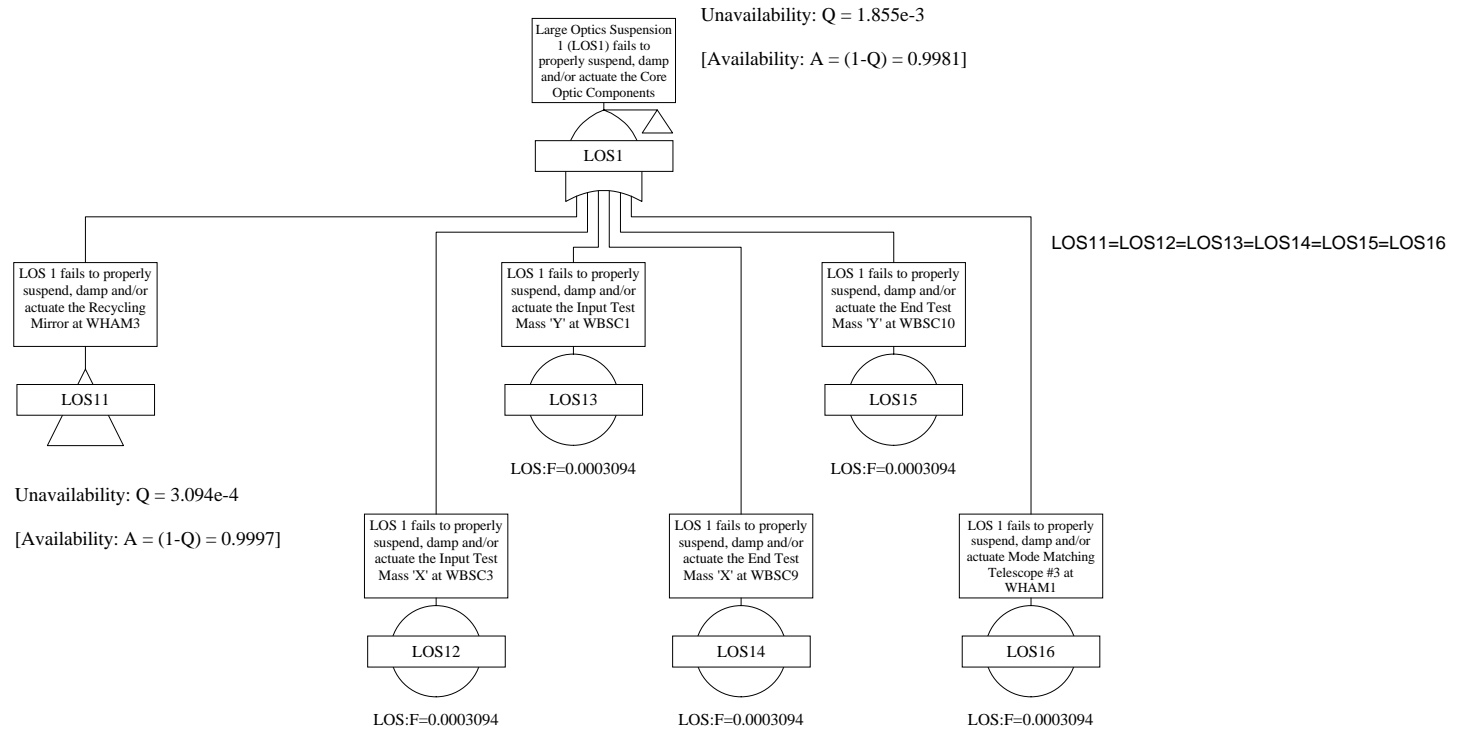 Unavailability: Q = 1.855e-3
[Availability: A = (1-Q) = 0.9981]
Large Optics Suspension
1 (LOS1) fails to
properly suspend, damp
and/or actuate the Core
Optic Components
LOS1
LOS11=LOS12=LOS13=LOS14=LOS15=LOS16
LOS 1 fails to properly
suspend, damp and/or
actuate the Recycling
Mirror at WHAM3
LOS11
Unavailability: Q = 3.094e-4
[Availability: A = (1-Q) = 0.9997]
LOS 1 fails to properly
suspend, damp and/or
actuate the Input Test
Mass 'Y' at WBSC1
LOS13
LOS:F=0.0003094
LOS 1 fails to properly
suspend, damp and/or
actuate the End Test
Mass 'Y' at WBSC10
LOS15
LOS:F=0.0003094
LOS 1 fails to properly
suspend, damp and/or
actuate the Input Test
Mass 'X' at WBSC3
LOS12
LOS:F=0.0003094
LOS 1 fails to properly
suspend, damp and/or
actuate the End Test
Mass 'X' at WBSC9
LOS14
LOS:F=0.0003094
LOS 1 fails to properly
suspend, damp and/or
actuate Mode Matching
Telescope #3 at
WHAM1
LOS16
LOS:F=0.0003094